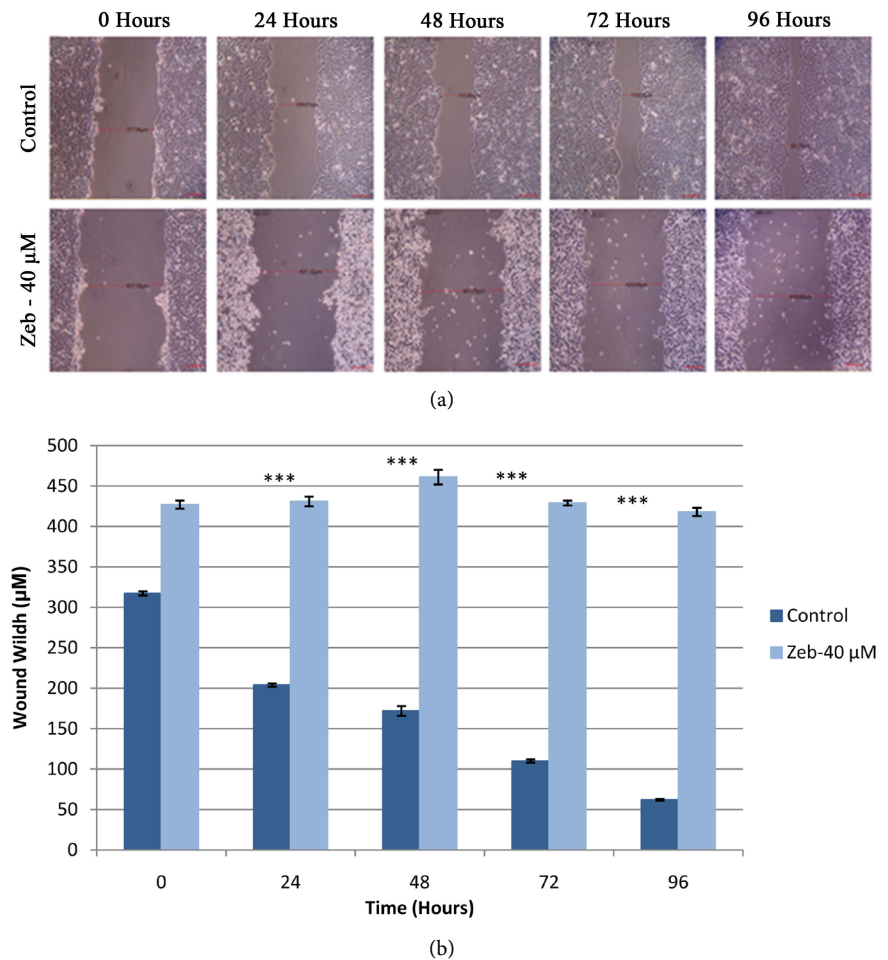 0 Hours 24 Hours 48 Hours 72 Hours 96 Hours
Control
Zeb - 40 μM
(a)
500
450
400
350
300
250
200
150
100
50
0
Wound Wildh (μM)
*** *** *** ***
0 24 48 72 96
Time (Hours)
Control
Zeb-40 μM
(b)